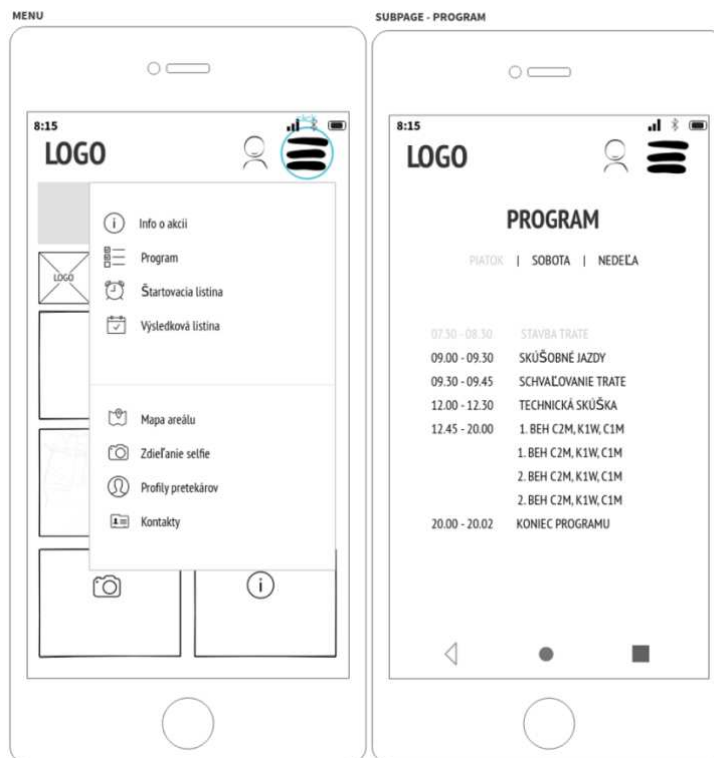 MENU
8:15
LOGO
Info o akcii
Program
LOGO
Štartovacia listina
Výsledková listina
Mapa areálu
Zdieľanie selfie
Profily pretekárov
Kontakty
SUBPAGE - PROGRAM
8:15
LOGO
PROGRAM
PIATOK | SOBOTA | NEDEĽA
07.30 - 08.30 STAVBA TRATE
09.00 - 09.30 SKÚŠOBNÉ JAZDY
09.30 - 09.45 SCHVAĽOVANIE TRATE
12.00 - 12.30 TECHNICKÁ SKÚŠKA
12.45 - 20.00 1. BEH C2M, K1W, C1M
1. BEH C2M, K1W, C1M
2. BEH C2M, K1W, C1M
2. BEH C2M, K1W, C1M
20.00 - 20.02 KONIEC PROGRAMU